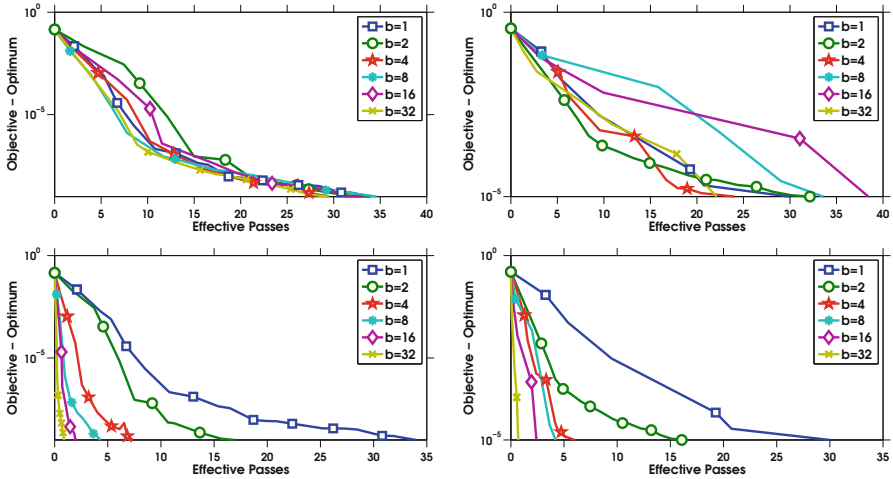 10^0
10^-5
Objective – Optimum
0 5 10 15 20 25 30 35 40
Effective Passes
b=1
b=2
b=4
b=8
b=16
b=32
10^0
10^-5
Objective – Optimum
0 5 10 15 20 25 30 35 40
Effective Passes
b=1
b=2
b=4
b=8
b=16
b=32
10^0
10^-5
Objective – Optimum
0 5 10 15 20 25 30 35
Effective Passes
b=1
b=2
b=4
b=8
b=16
b=32
10^0
10^-5
Objective – Optimum
0 5 10 15 20 25 30 35
Effective Passes
b=1
b=2
b=4
b=8
b=16
b=32